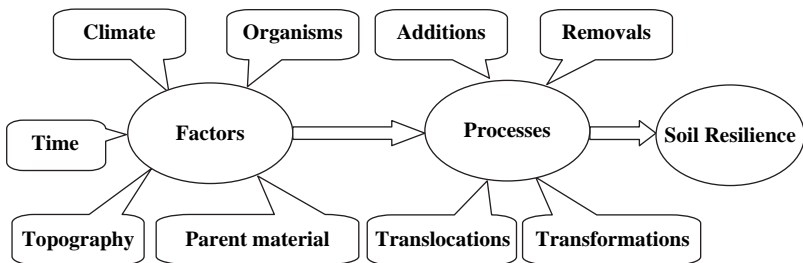 Climate
Organisms
Additions
Removals
Time
Factors
Processes
Soil Resilience
Topography
Parent material
Translocations
Transformations